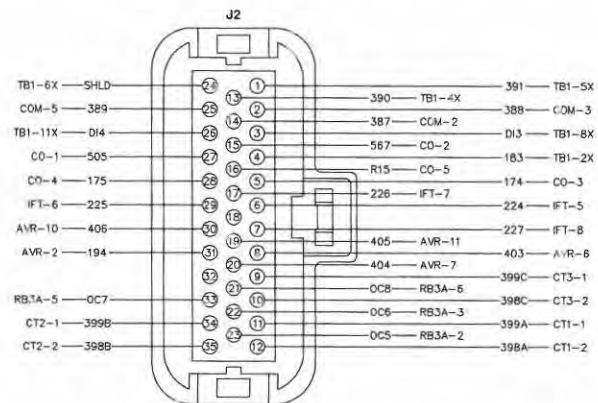 J2
TB1-6X SHLD 24 1 391 TB1-5X
13 390 TB1-4X
COM-5 389 25 2 388 COM-3
14 387 COM-2
TB1-11X DI4 26 3 DI3 TB1-8X
15 567 CO-2
CO-1 505 27 4 183 TB1-2X
16 R15 CO-5
CO-4 175 28 5 174 CO-3
17 226 IFT-7
IFT-6 225 29 6 224 IFT-5
18
AVR-10 406 30 7 227 IFT-8
19 405 AVR-11
AVR-2 194 31 8 403 AVR-6
20 404 AVR-7
32 9 399C CT3-1
21 OC8 RB3A-6
RB3A-5 OC7 33 10 398C CT3-2
22 OC6 RB3A-3
CT2-1 399B 34 11 399A CT1-1
23 OC5 RB3A-2
CT2-2 398B 35 12 398A CT1-2